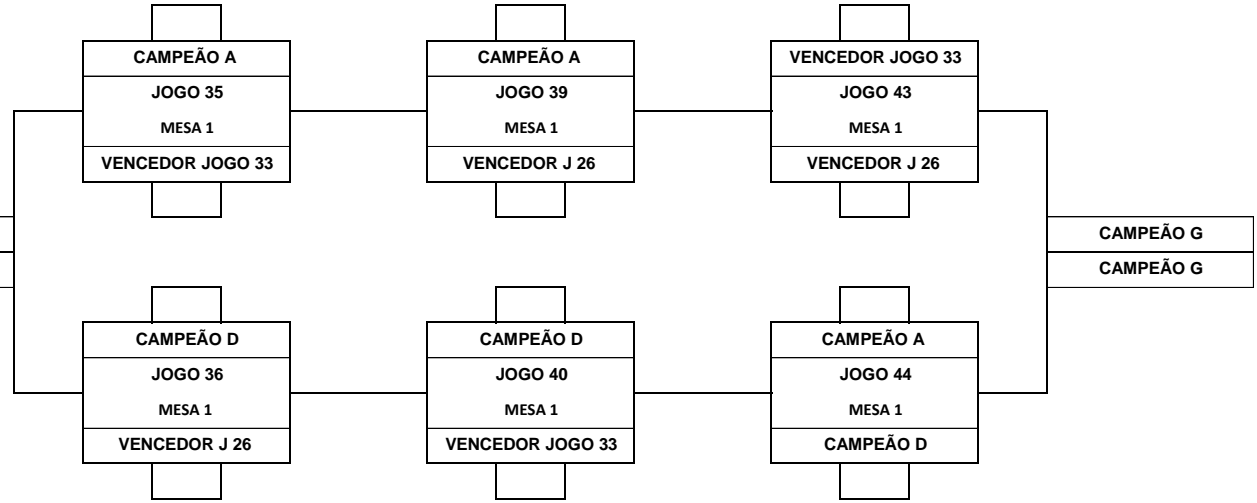 CAMPEÃO A
JOGO 35
MESA 1
VENCEDOR JOGO 33
CAMPEÃO A
JOGO 39
MESA 1
VENCEDOR J 26
VENCEDOR JOGO 33
JOGO 43
MESA 1
VENCEDOR J 26
CAMPEÃO G
CAMPEÃO G
CAMPEÃO D
JOGO 36
MESA 1
VENCEDOR J 26
CAMPEÃO D
JOGO 40
MESA 1
VENCEDOR JOGO 33
CAMPEÃO A
JOGO 44
MESA 1
CAMPEÃO D